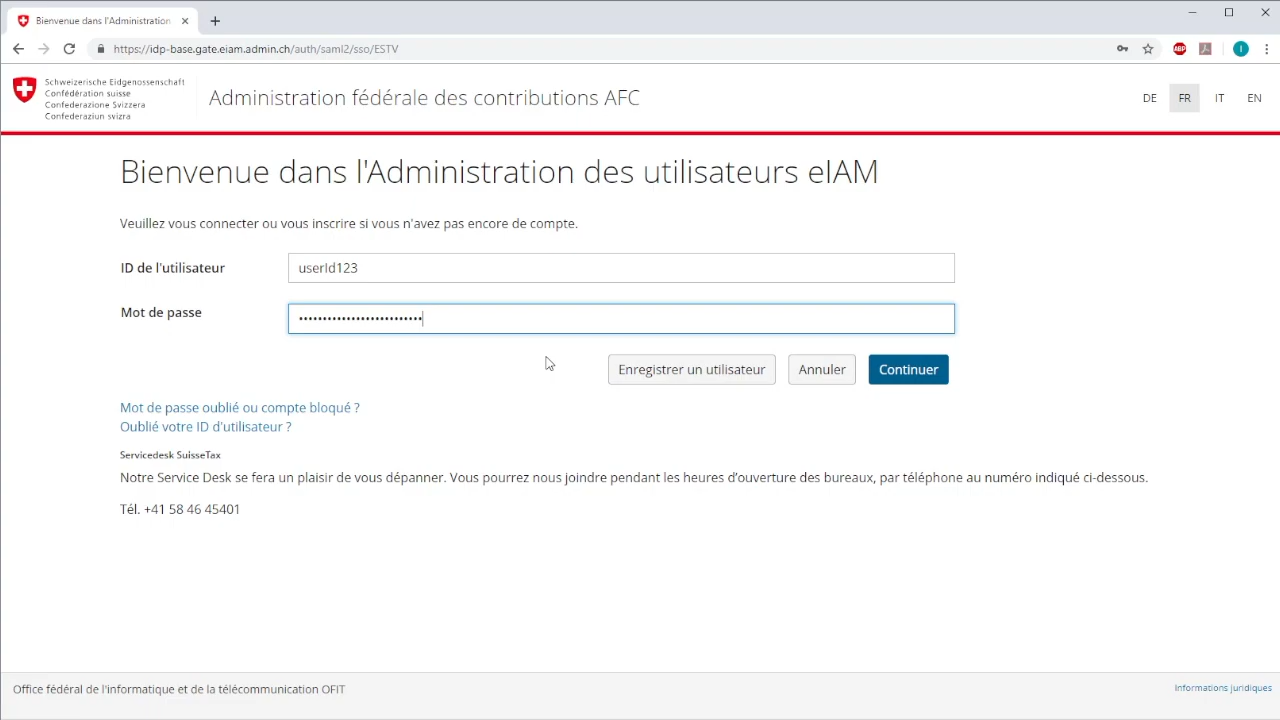 Bienvenue dans l'Administration
https://idp-base.gate.eiam.admin.ch/auth/saml2/sso/ESTV
ABP
I
Schweizerische Eidgenossenschaft
Confédération suisse
Confederazione Svizzera
Confederaziun svizra
Administration fédérale des contributions AFC
DE FR IT EN
Bienvenue dans l'Administration des utilisateurs eIAM
Veuillez vous connecter ou vous inscrire si vous n'avez pas encore de compte.
ID de l'utilisateur userId123
Mot de passe ••••••••••••••••••••••••••
Enregistrer un utilisateur Annuler Continuer
Mot de passe oublié ou compte bloqué ?
Oublié votre ID d'utilisateur ?
Servicedesk SuisseTax
Notre Service Desk se fera un plaisir de vous dépanner. Vous pourrez nous joindre pendant les heures d’ouverture des bureaux, par téléphone au numéro indiqué ci-dessous.
Tél. +41 58 46 45401
Office fédéral de l'informatique et de la télécommunication OFIT
Informations juridiques